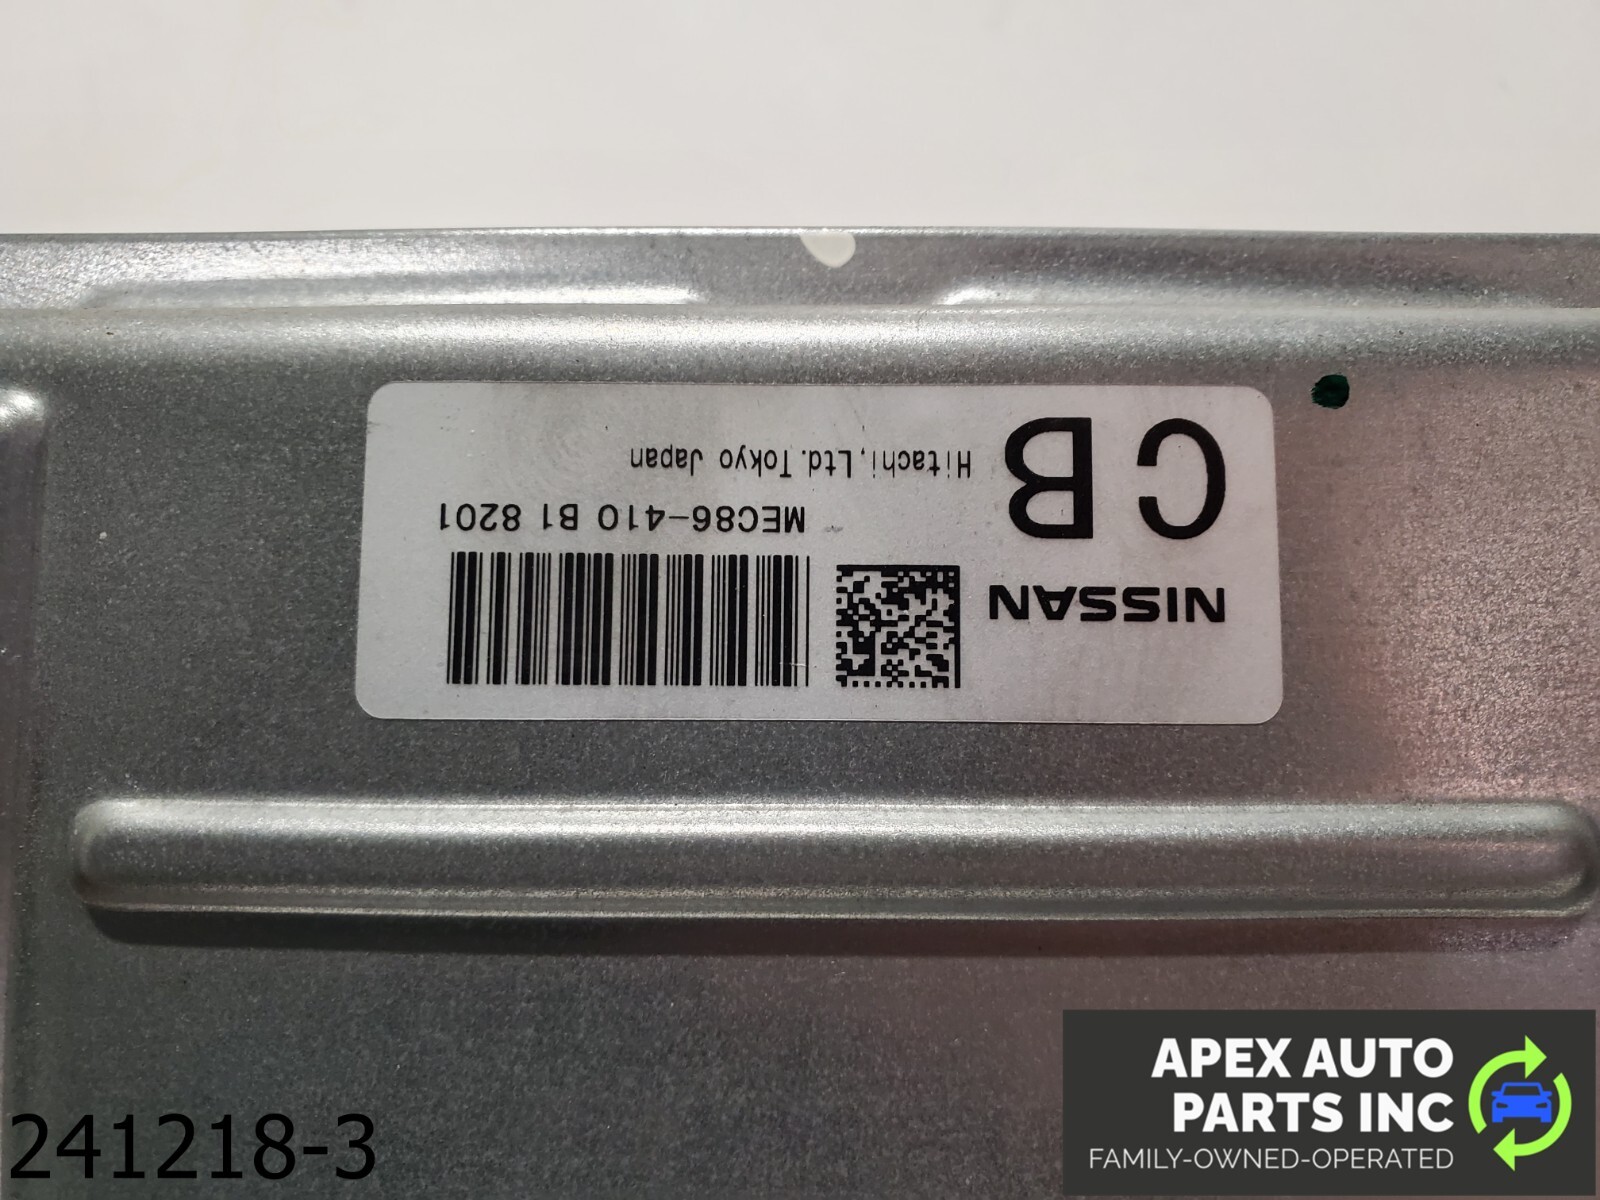 NISSAN
CB
MEC86-410 B1 8201
Hitachi,Ltd.Tokyo Japan
APEX AUTO
PARTS INC
FAMILY-OWNED-OPERATED
241218-3